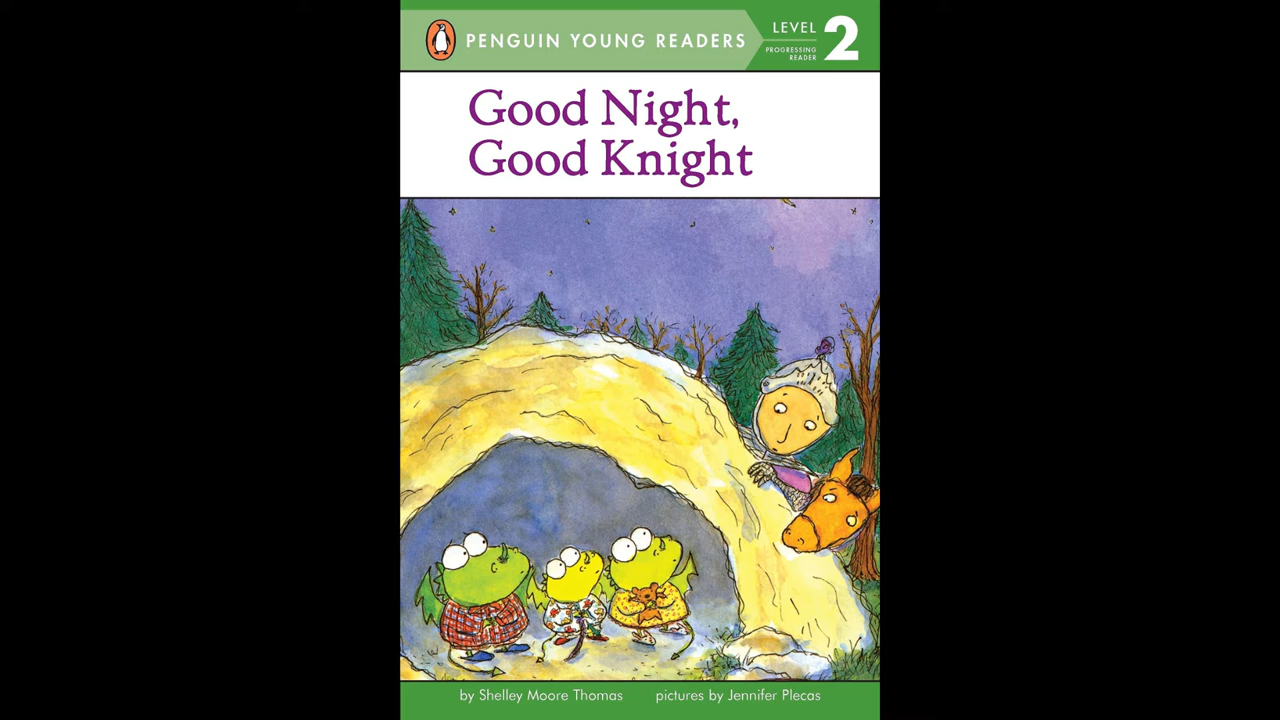 PENGUIN YOUNG READERS
LEVEL 2
PROGRESSING
READER
Good Night,
Good Knight
by Shelley Moore Thomas pictures by Jennifer Plecas